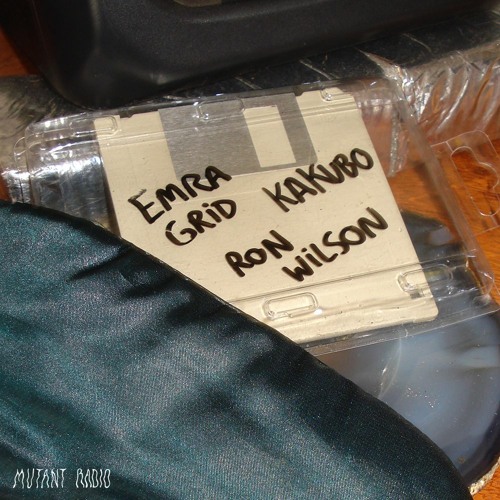 EMRA
GRiD
KAKUBO
RON
WiLSON
MUTANT RADIO